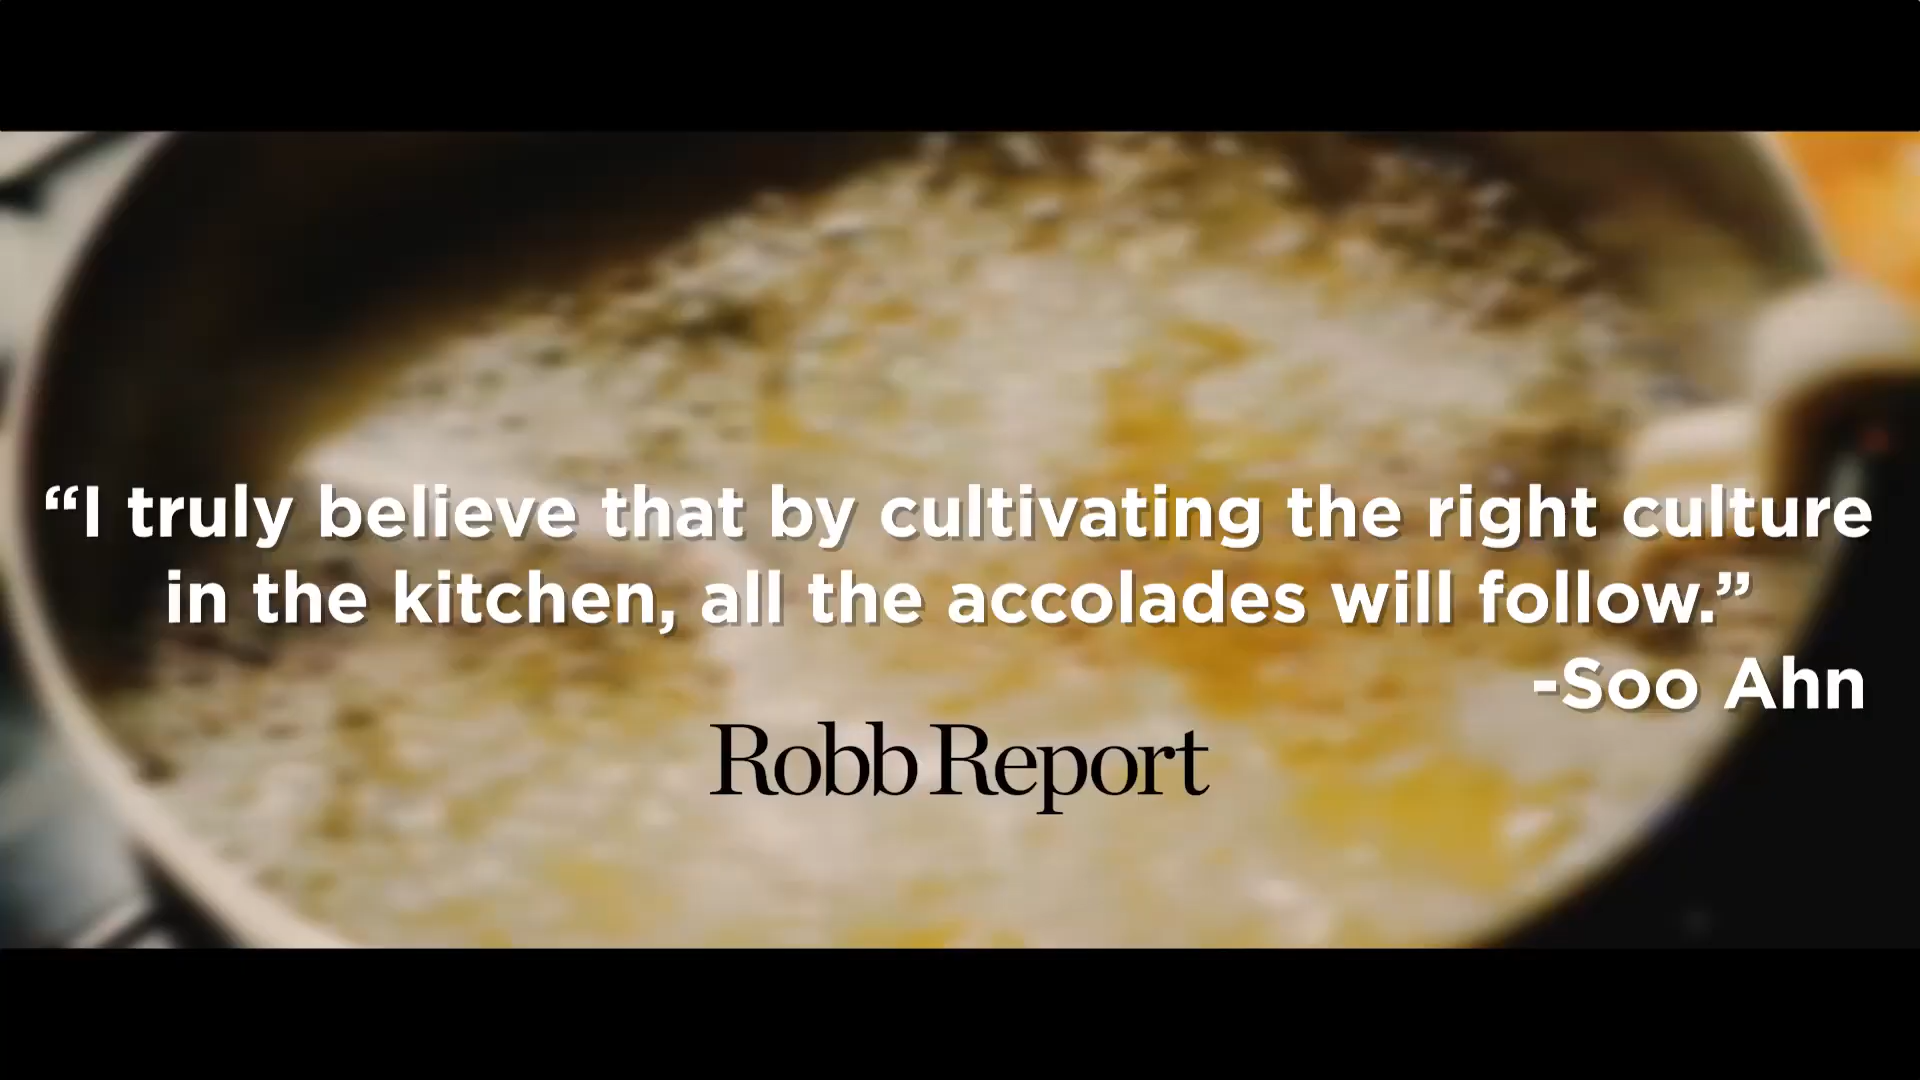 “I truly believe that by cultivating the right culture
in the kitchen, all the accolades will follow.”
-Soo Ahn
Robb Report